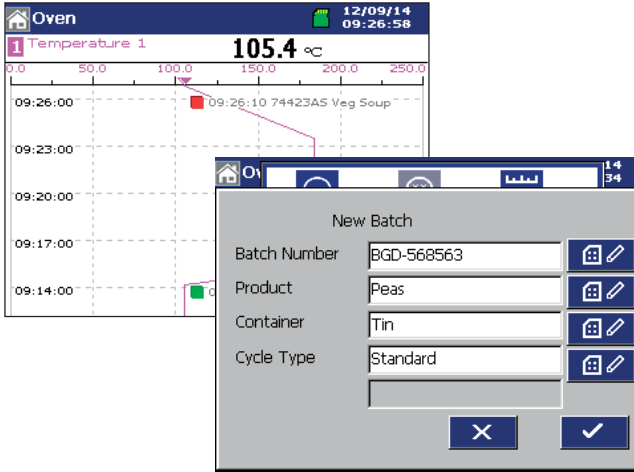 Oven 12/09/14
09:26:58
1 Temperature 1 105.4 °C
0.0 50.0 100.0 150.0 200.0 250.0
09:26:00 09:26:10 74423AS Veg Soup
09:23:00
09:20:00
09:17:00
09:14:00
14
34
New Batch
Batch Number BGD-568563
Product Peas
Container Tin
Cycle Type Standard